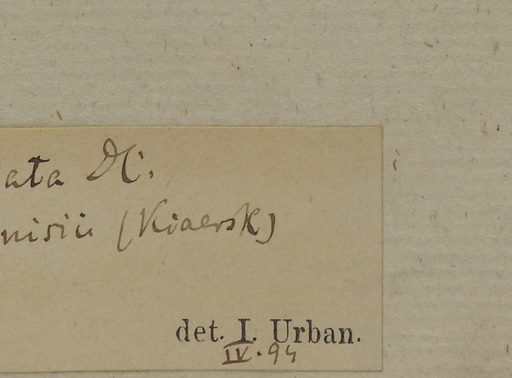 ata DC.
nisii (Kiaersk)
det. I. Urban.
IV. 94